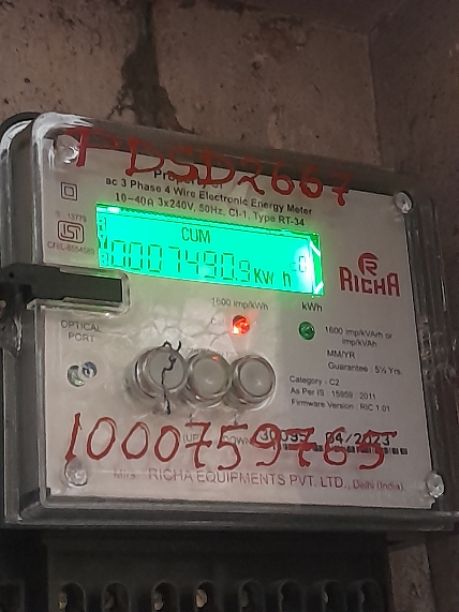 PDSD2667
Property of
ac 3 Phase 4 Wire Electronic Energy Meter
10-40A 3x240V, 50Hz, Cl-1, Type RT-34
CUM
0007490.9 kWh
RICHA
1600 imp/kWh
kWh
1600 imp/kVArh or
imp/kVAh
OPTICAL
PORT
MM/YR
Guarantee : 5½ Yrs.
Category : C2
As Per IS : 15959 : 2011
Firmware Version : RIC 1.01
04/2023
1000759765
M/s. RICHA EQUIPMENTS PVT. LTD., Delhi (India)